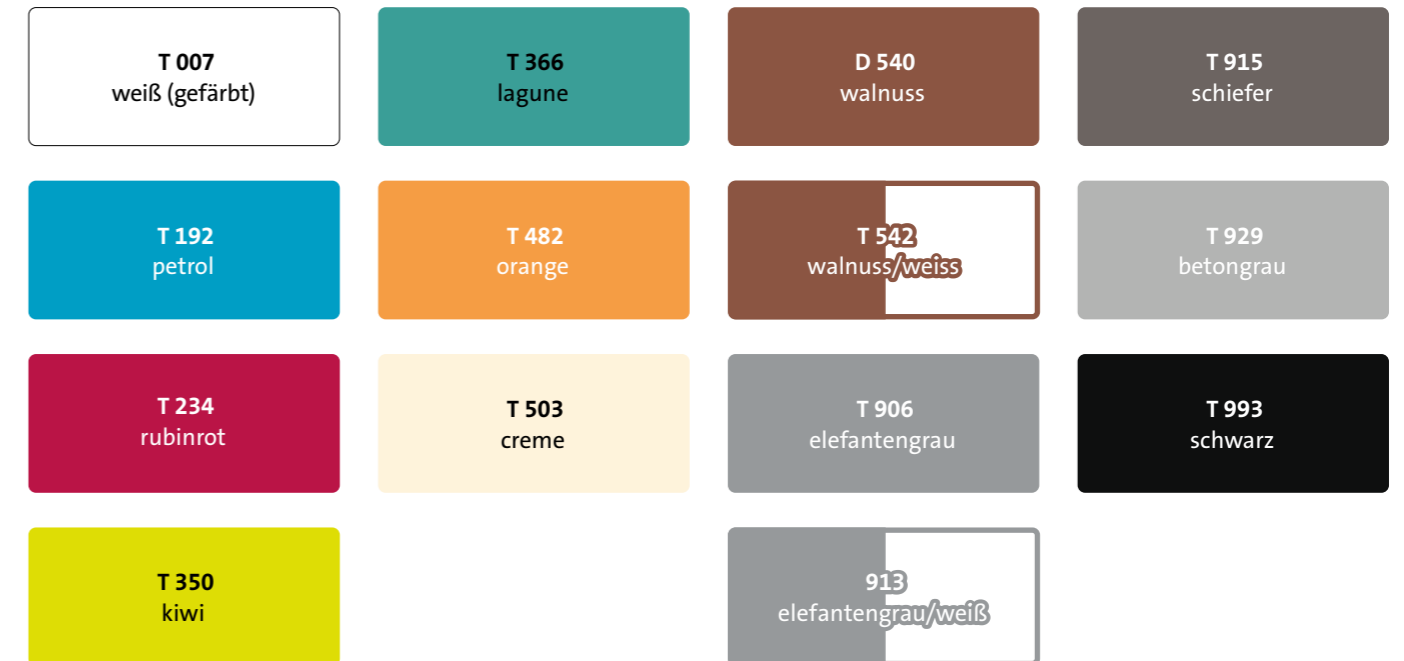 T 007
weiß (gefärbt)
T 366
lagune
D 540
walnuss
T 915
schiefer
T 192
petrol
T 482
orange
T 542
walnuss/weiss
T 929
betongrau
T 234
rubinrot
T 503
creme
T 906
elefantengrau
T 993
schwarz
T 350
kiwi
913
elefantengrau/weiß